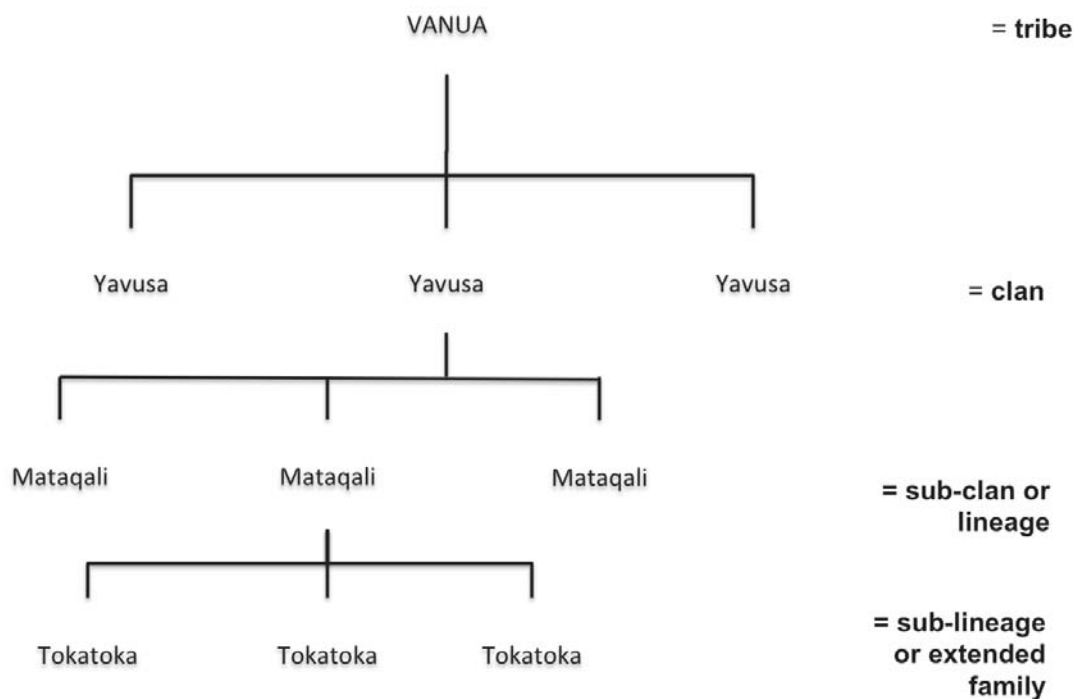 VANUA = tribe
Yavusa Yavusa Yavusa = clan
Mataqali Mataqali Mataqali = sub-clan or
lineage
Tokatoka Tokatoka Tokatoka = sub-lineage
or extended
family